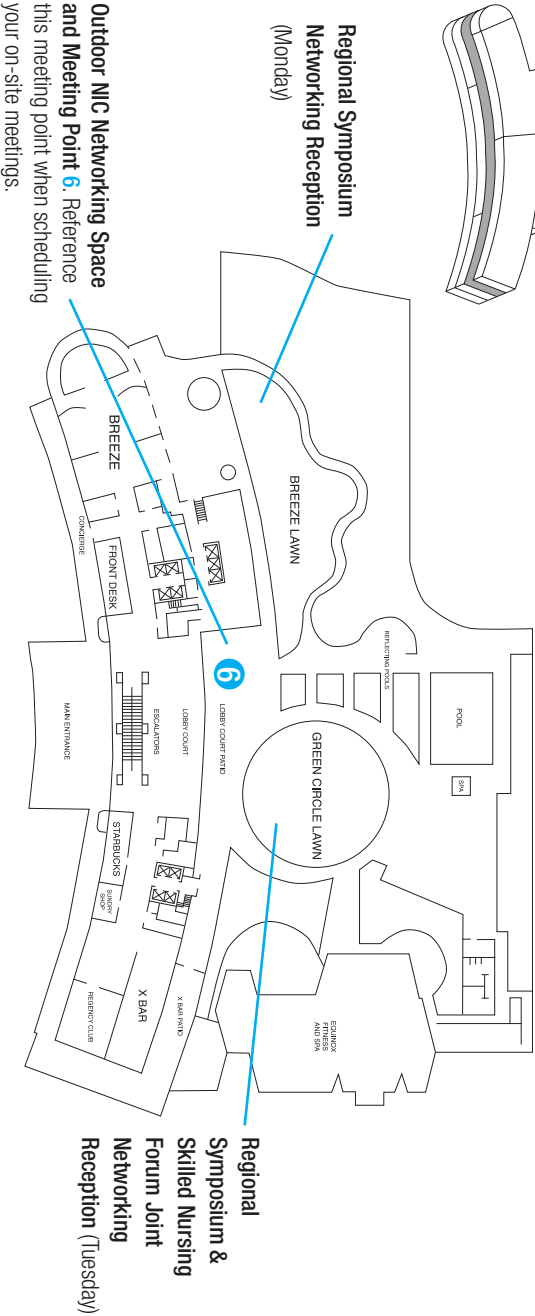 Regional Symposium
Networking Reception
(Monday)
Outdoor NIC Networking Space
and Meeting Point 6. Reference
this meeting point when scheduling
your on-site meetings.
BREEZE LAWN
REFLECTING POOLS
POOL
SPA
GREEN CIRCLE LAWN
6
LOBBY COURT PATIO
LOBBY COURT
ESCALATORS
MAIN ENTRANCE
BREEZE
CONCIERGE
FRONT DESK
STARBUCKS
SUNDRY
SHOP
X BAR
X BAR PATIO
REGENCY CLUB
EQUINOX
FITNESS
AND SPA
Regional
Symposium &
Skilled Nursing
Forum Joint
Networking
Reception (Tuesday)